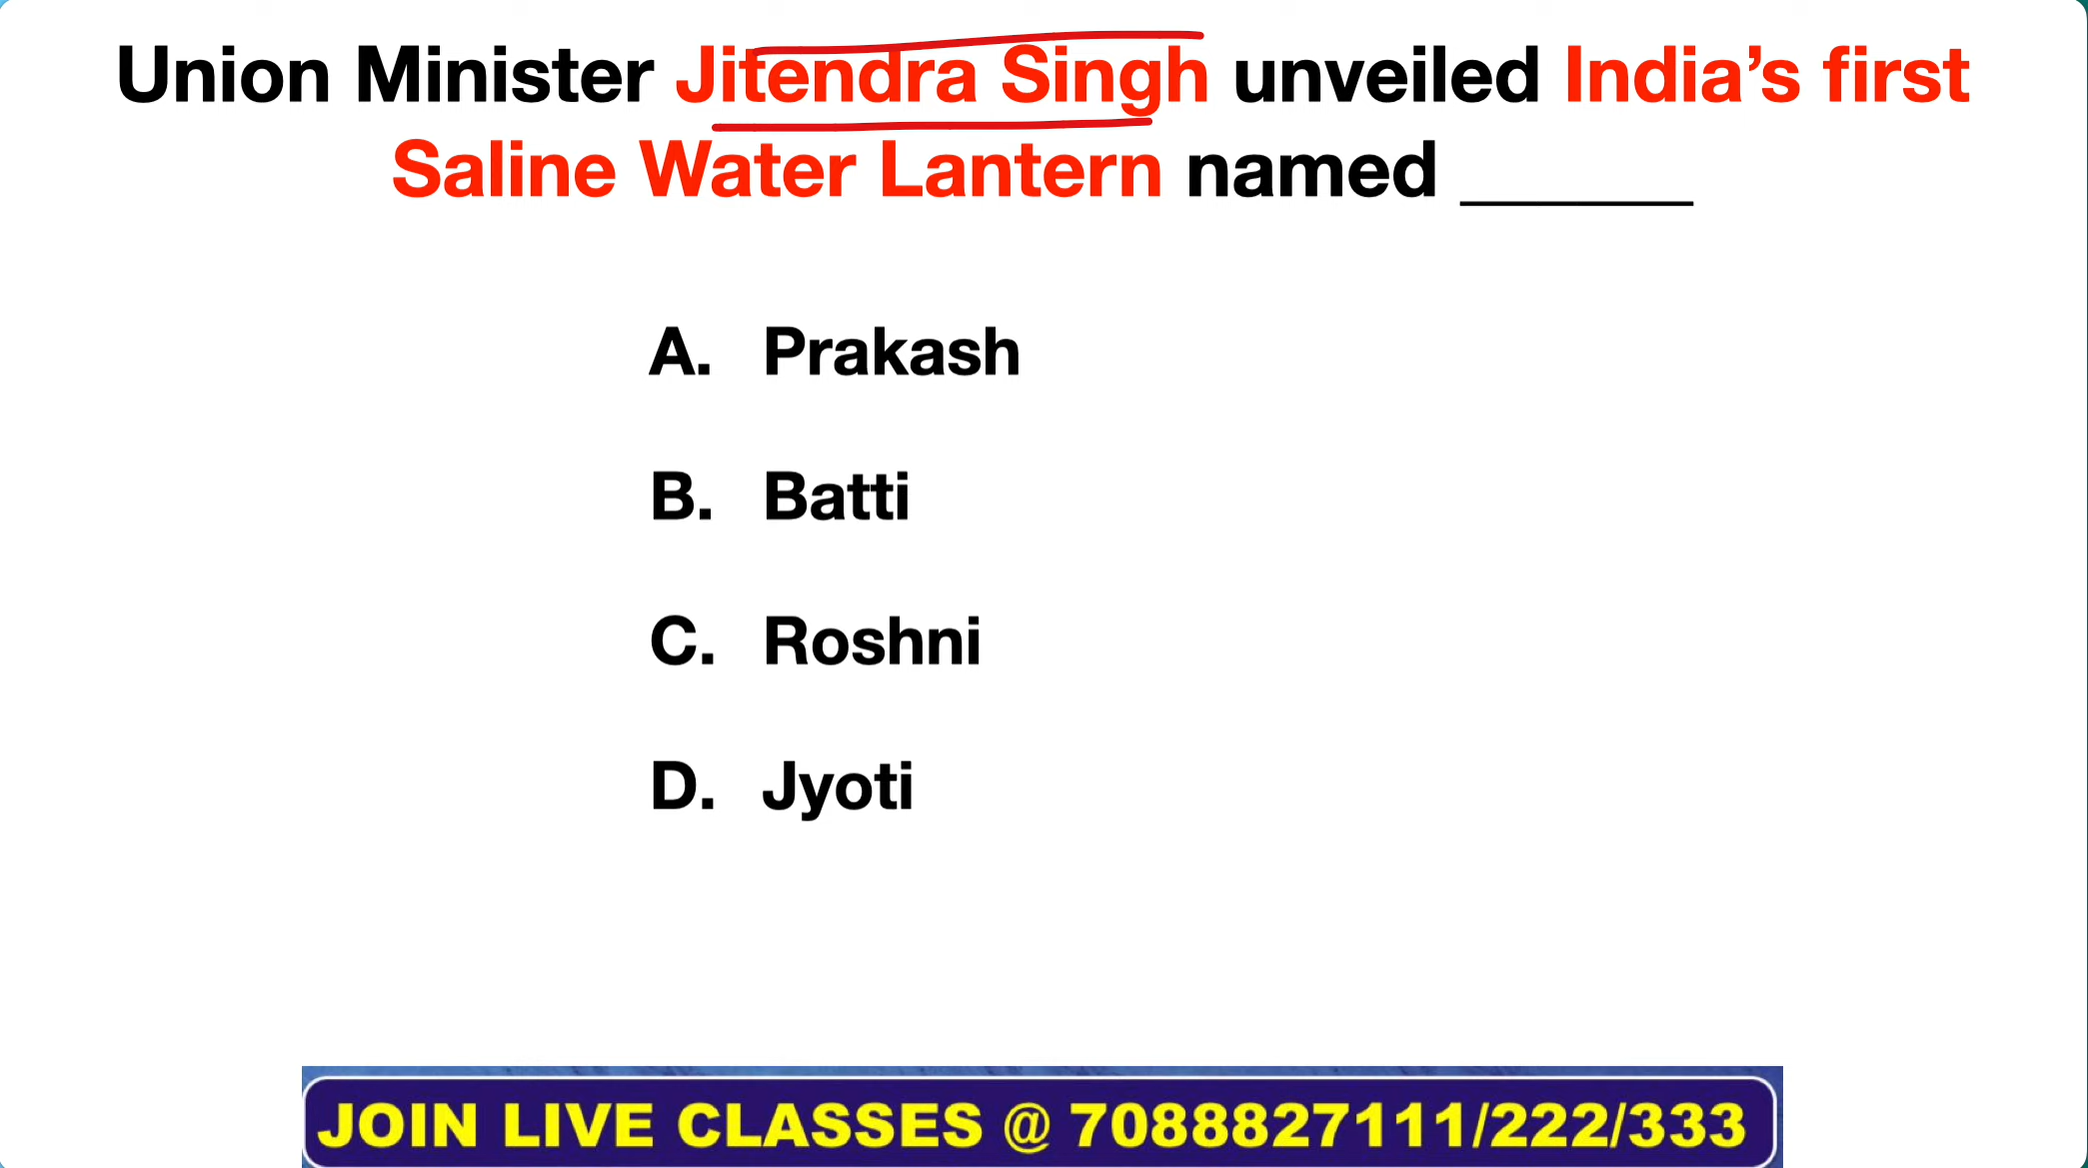 Union Minister Jitendra Singh unveiled India’s first
Saline Water Lantern named _______
A. Prakash
B. Batti
C. Roshni
D. Jyoti
JOIN LIVE CLASSES @ 7088827111/222/333